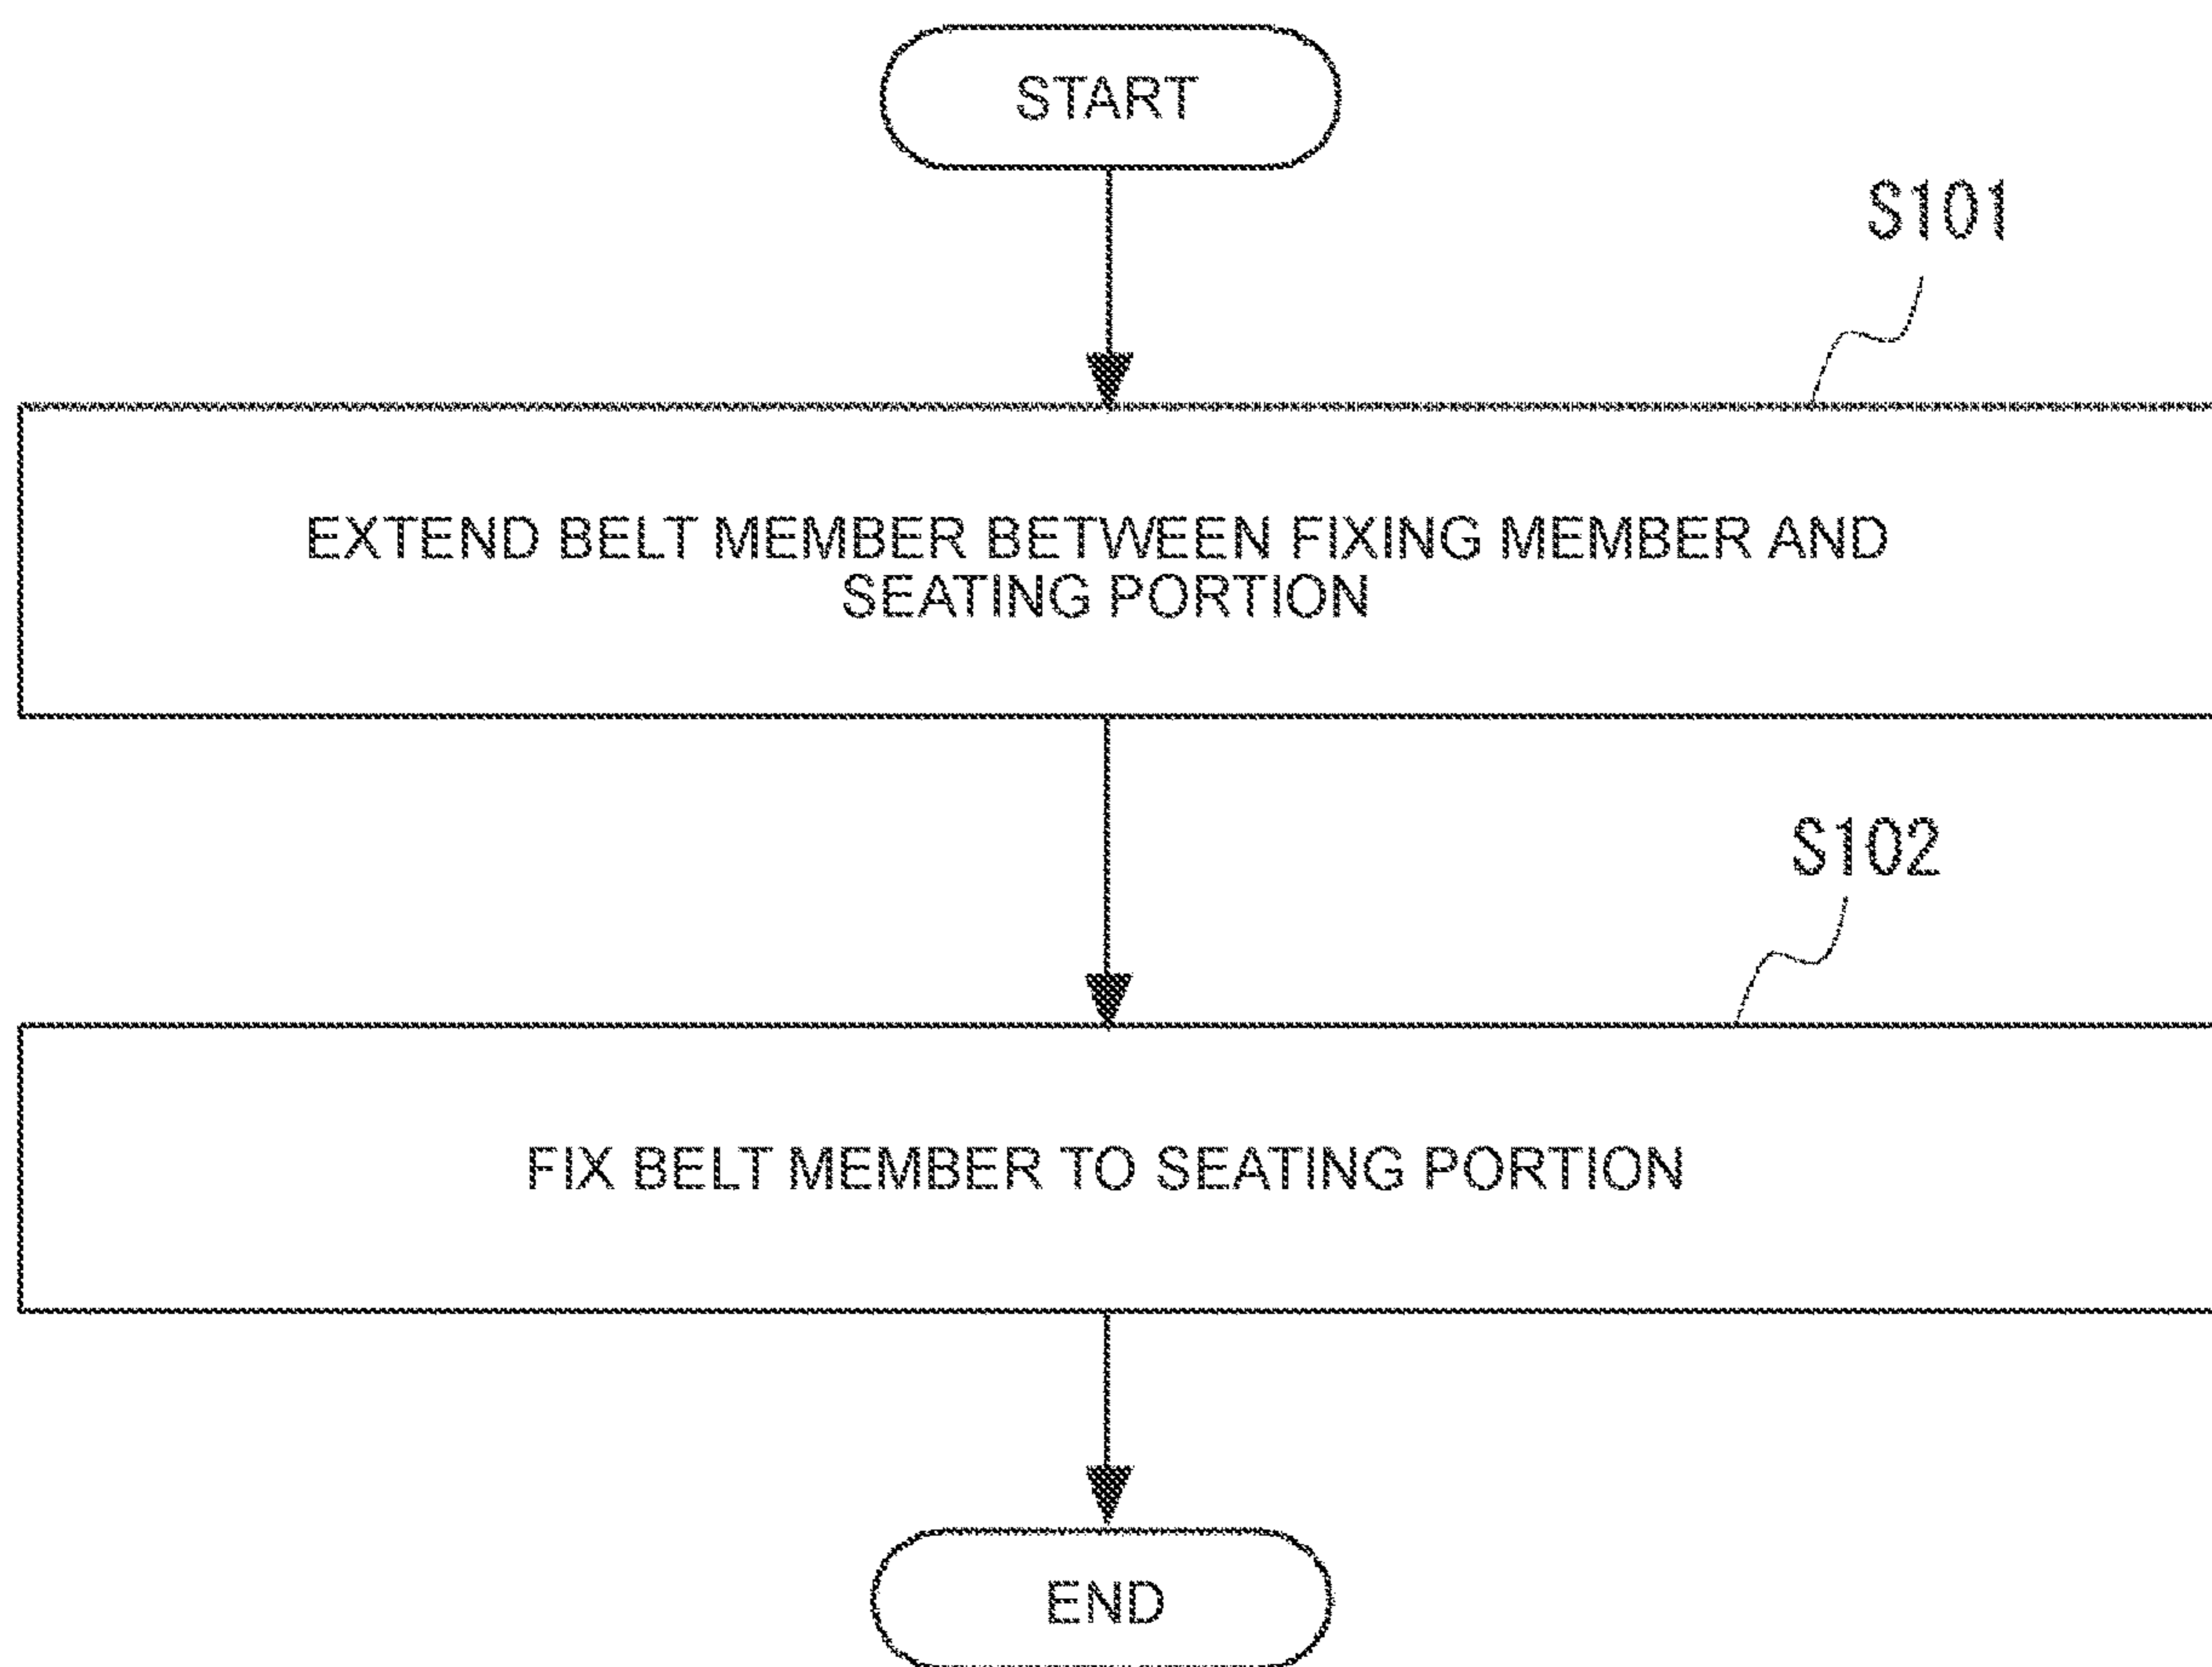 START
S101
EXTEND BELT MEMBER BETWEEN FIXING MEMBER AND
SEATING PORTION
S102
FIX BELT MEMBER TO SEATING PORTION
END